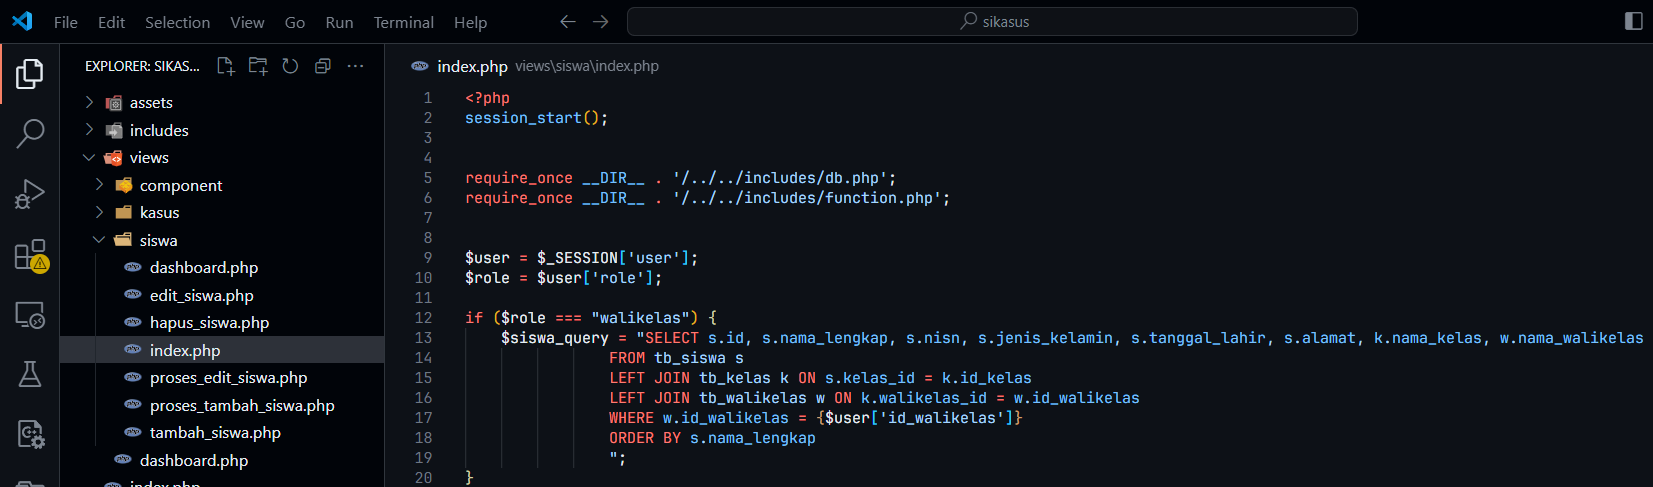 File Edit Selection View Go Run Terminal Help
sikasus
EXPLORER: SIKAS...
assets
includes
views
component
kasus
siswa
dashboard.php
edit_siswa.php
hapus_siswa.php
index.php
proses_edit_siswa.php
proses_tambah_siswa.php
tambah_siswa.php
dashboard.php
index.php
index.php views\siswa\index.php
1 <?php
2 session_start();
3
4
5 require_once __DIR__ . '/../../includes/db.php';
6 require_once __DIR__ . '/../../includes/function.php';
7
8
9 $user = $_SESSION['user'];
10 $role = $user['role'];
11
12 if ($role === "walikelas") {
13 $siswa_query = "SELECT s.id, s.nama_lengkap, s.nisn, s.jenis_kelamin, s.tanggal_lahir, s.alamat, k.nama_kelas, w.nama_walikelas
14 FROM tb_siswa s
15 LEFT JOIN tb_kelas k ON s.kelas_id = k.id_kelas
16 LEFT JOIN tb_walikelas w ON k.walikelas_id = w.id_walikelas
17 WHERE w.id_walikelas = {$user['id_walikelas']}
18 ORDER BY s.nama_lengkap
19 ";
20 }